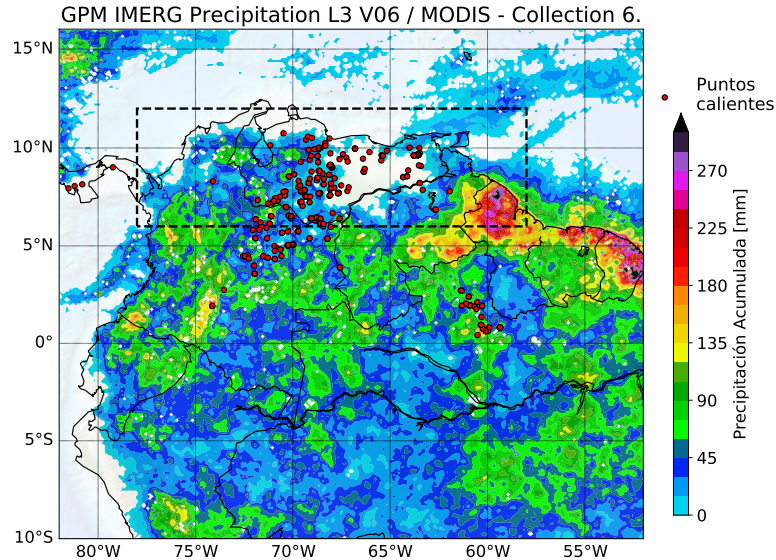 GPM IMERG Precipitation L3 V06 / MODIS - Collection 6.
15°N
10°N
5°N
0°
5°S
10°S
80°W
75°W
70°W
65°W
60°W
55°W
Puntos
calientes
270
225
180
135
90
45
0
Precipitación Acumulada [mm]